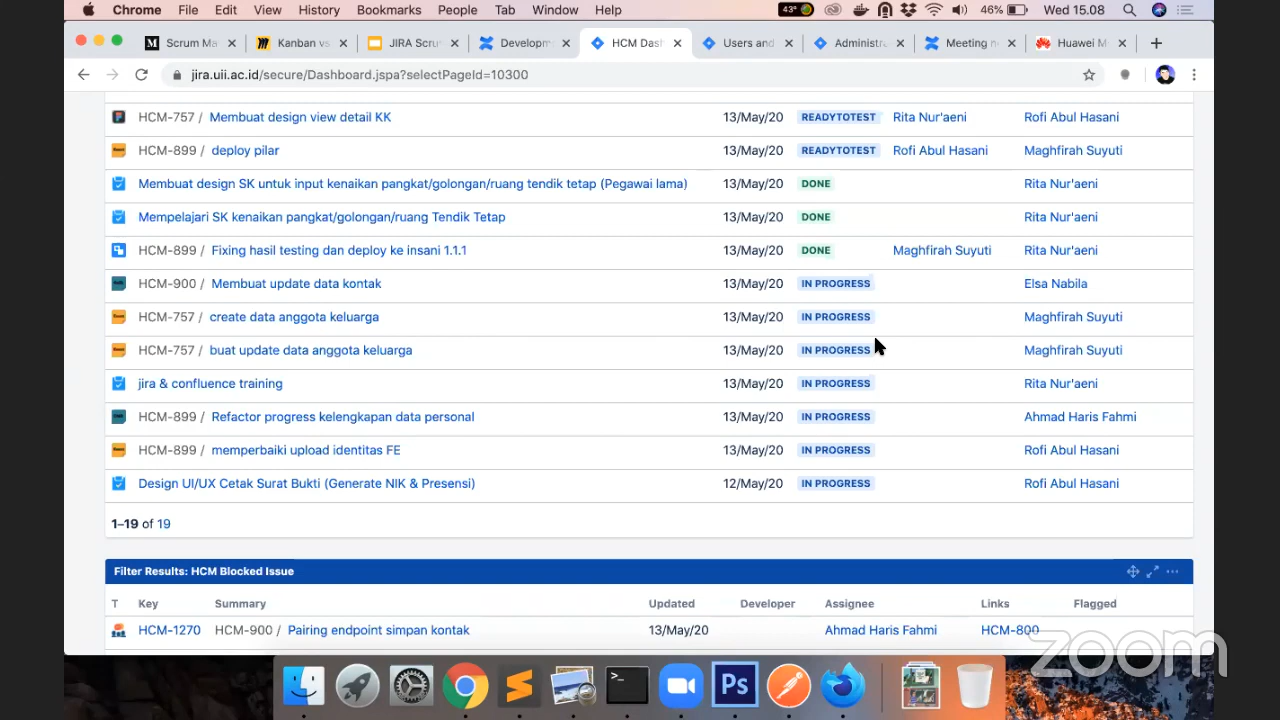 Chrome File Edit View History Bookmarks People Tab Window Help 43° 46% Wed 15.08
Scrum Ma Kanban vs JIRA Scru Developm HCM Das Users and Administra Meeting n Huawei M
jira.uii.ac.id/secure/Dashboard.jspa?selectPageId=10300
HCM-757 / Membuat design view detail KK 13/May/20 READYTOTEST Rita Nur'aeni Rofi Abul Hasani
HCM-899 / deploy pilar 13/May/20 READYTOTEST Rofi Abul Hasani Maghfirah Suyuti
Membuat design SK untuk input kenaikan pangkat/golongan/ruang tendik tetap (Pegawai lama) 13/May/20 DONE Rita Nur'aeni
Mempelajari SK kenaikan pangkat/golongan/ruang Tendik Tetap 13/May/20 DONE Rita Nur'aeni
HCM-899 / Fixing hasil testing dan deploy ke insani 1.1.1 13/May/20 DONE Maghfirah Suyuti Rita Nur'aeni
HCM-900 / Membuat update data kontak 13/May/20 IN PROGRESS Elsa Nabila
HCM-757 / create data anggota keluarga 13/May/20 IN PROGRESS Maghfirah Suyuti
HCM-757 / buat update data anggota keluarga 13/May/20 IN PROGRESS Maghfirah Suyuti
jira & confluence training 13/May/20 IN PROGRESS Rita Nur'aeni
HCM-899 / Refactor progress kelengkapan data personal 13/May/20 IN PROGRESS Ahmad Haris Fahmi
HCM-899 / memperbaiki upload identitas FE 13/May/20 IN PROGRESS Rofi Abul Hasani
Design UI/UX Cetak Surat Bukti (Generate NIK & Presensi) 12/May/20 IN PROGRESS Rofi Abul Hasani
1–19 of 19
Filter Results: HCM Blocked Issue
T Key Summary Updated Developer Assignee Links Flagged
HCM-1270 HCM-900 / Pairing endpoint simpan kontak 13/May/20 Ahmad Haris Fahmi HCM-800
zoom
Ps